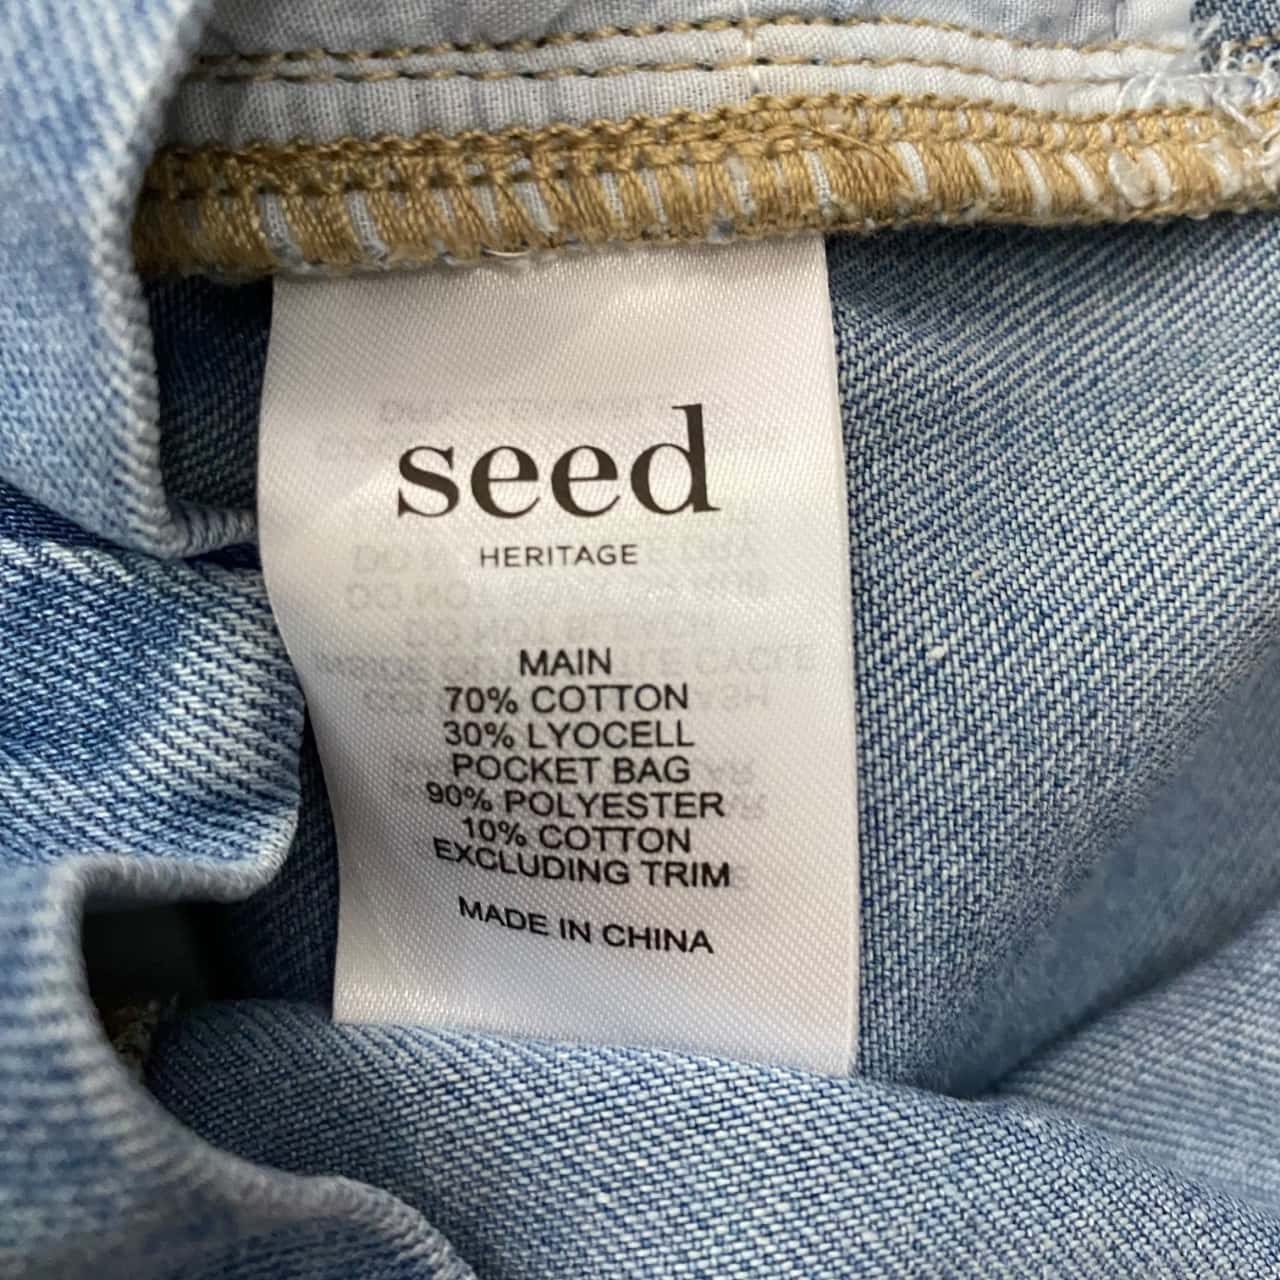 seed
HERITAGE
MAIN
70% COTTON
30% LYOCELL
POCKET BAG
90% POLYESTER
10% COTTON
EXCLUDING TRIM
MADE IN CHINA